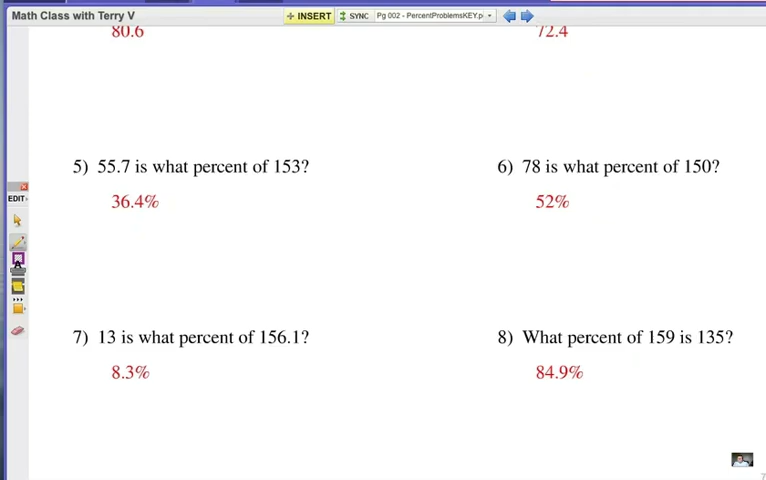 Math Class with Terry V
INSERT
SYNC
Pg 002 - PercentProblemsKEY.p
80.6
72.4
5) 55.7 is what percent of 153?
36.4%
6) 78 is what percent of 150?
52%
EDIT
7) 13 is what percent of 156.1?
8.3%
8) What percent of 159 is 135?
84.9%
7